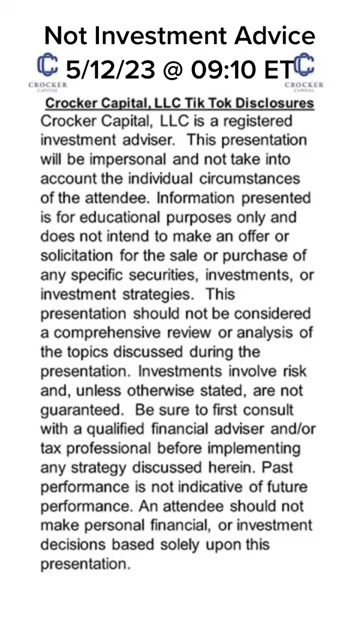 Not Investment Advice
5/12/23 @ 09:10 ET
CROCKER
CAPITAL
CROCKER
CAPITAL
Crocker Capital, LLC Tik Tok Disclosures
Crocker Capital, LLC is a registered
investment adviser.  This presentation
will be impersonal and not take into
account the individual circumstances
of the attendee. Information presented
is for educational purposes only and
does not intend to make an offer or
solicitation for the sale or purchase of
any specific securities, investments, or
investment strategies.  This
presentation should not be considered
a comprehensive review or analysis of
the topics discussed during the
presentation. Investments involve risk
and, unless otherwise stated, are not
guaranteed.  Be sure to first consult
with a qualified financial adviser and/or
tax professional before implementing
any strategy discussed herein. Past
performance is not indicative of future
performance. An attendee should not
make personal financial, or investment
decisions based solely upon this
presentation.